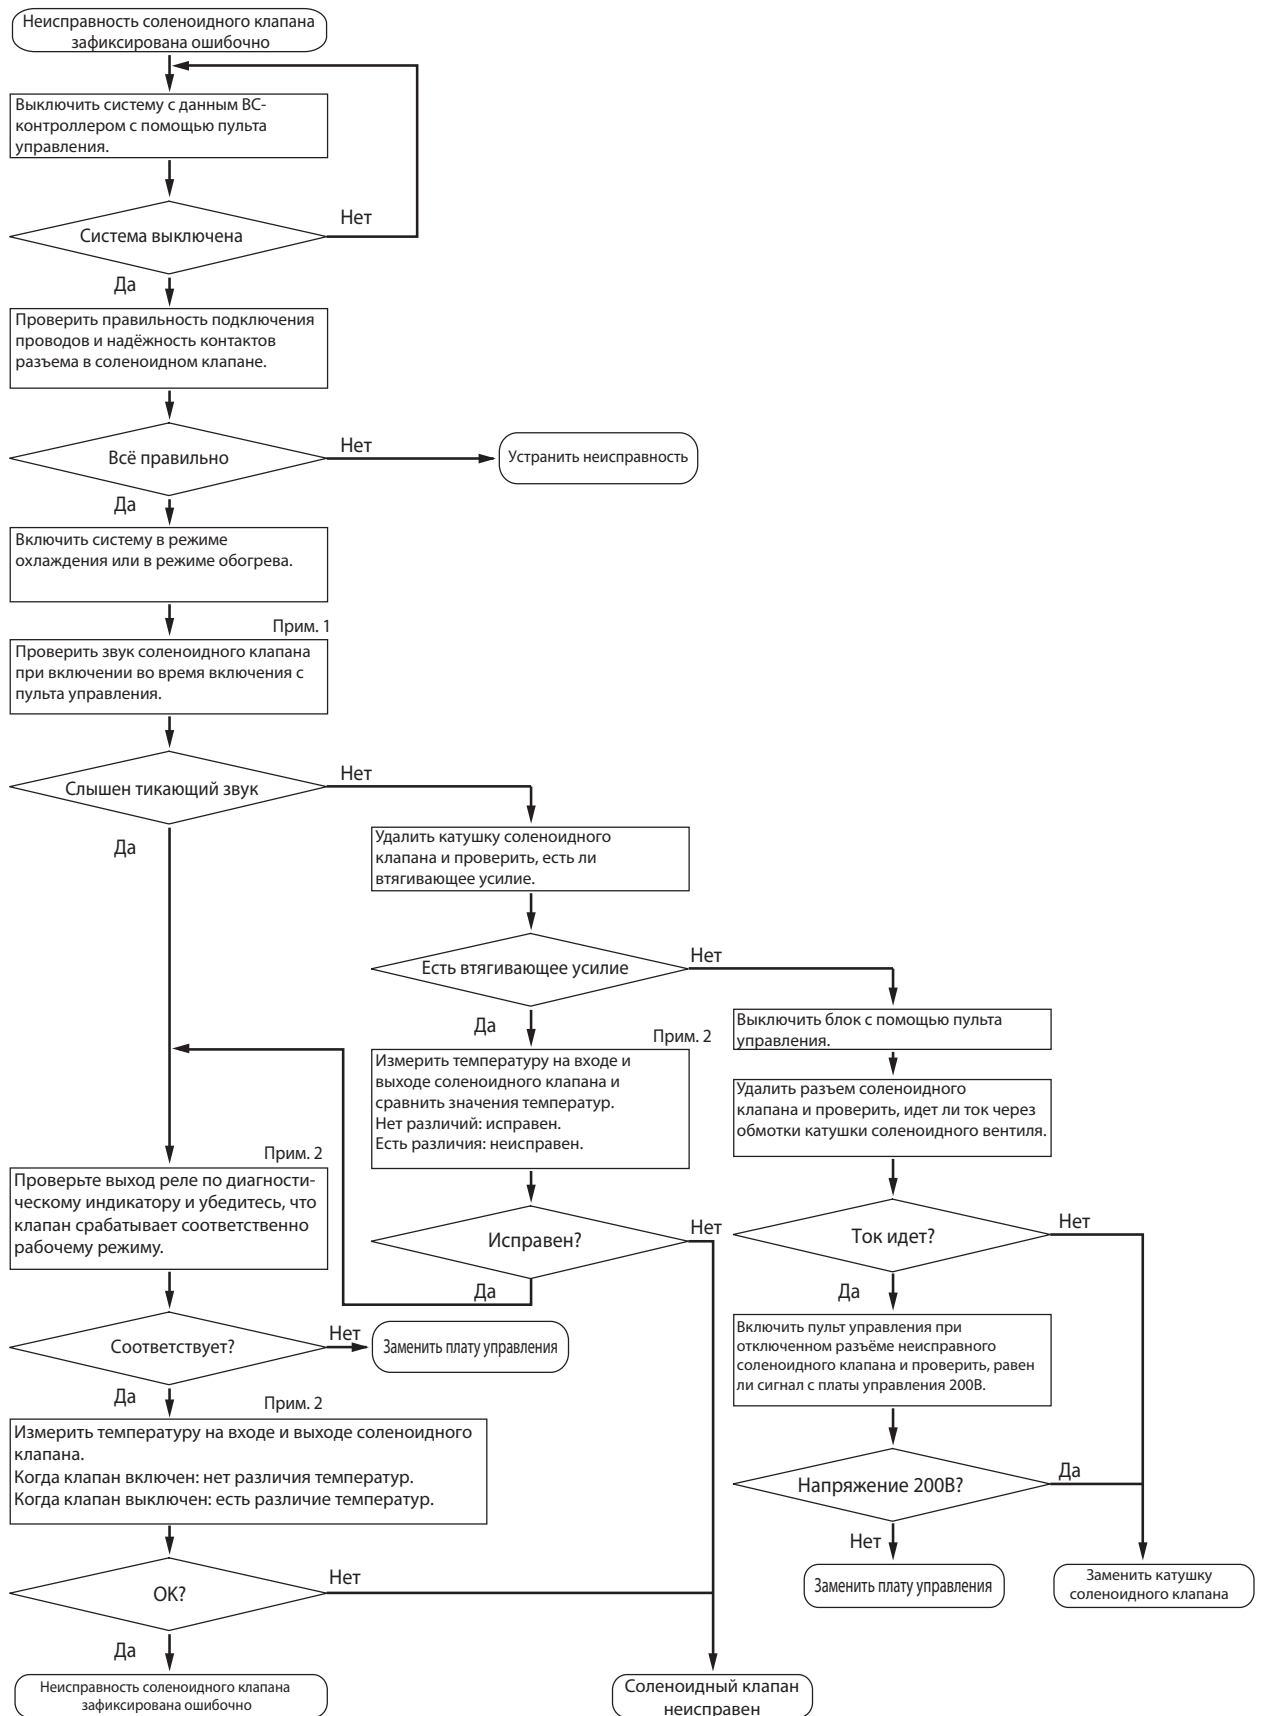 Неисправность соленоидного клапана
зафиксирована ошибочно
Выключить систему с данным ВС-
контроллером с помощью пульта
управления.
Система выключена
Нет
Да
Проверить правильность подключения
проводов и надёжность контактов
разъема в соленоидном клапане.
Всё правильно
Нет
Устранить неисправность
Да
Включить систему в режиме
охлаждения или в режиме обогрева.
Прим. 1
Проверить звук соленоидного клапана
при включении во время включения с
пульта управления.
Слышен тикающий звук
Нет
Да
Удалить катушку соленоидного
клапана и проверить, есть ли
втягивающее усилие.
Есть втягивающее усилие
Нет
Да
Прим. 2
Измерить температуру на входе и
выходе соленоидного клапана и
сравнить значения температур.
Нет различий: исправен.
Есть различия: неисправен.
Выключить блок с помощью пульта
управления.
Удалить разъем соленоидного
клапана и проверить, идет ли ток через
обмотки катушки соленоидного вентиля.
Прим. 2
Проверьте выход реле по диагности-
ческому индикатору и убедитесь, что
клапан срабатывает соответственно
рабочему режиму.
Исправен?
Нет
Да
Ток идет?
Нет
Да
Соответствует?
Нет
Заменить плату управления
Да
Включить пульт управления при
отключенном разъёме неисправного
соленоидного клапана и проверить, равен
ли сигнал с платы управления 200В.
Прим. 2
Измерить температуру на входе и выходе соленоидного
клапана.
Когда клапан включен: нет различия температур.
Когда клапан выключен: есть различие температур.
Напряжение 200В?
Да
Нет
Заменить плату управления
Заменить катушку
соленоидного клапана
ОК?
Нет
Да
Неисправность соленоидного клапана
зафиксирована ошибочно
Соленоидный клапан
неисправен